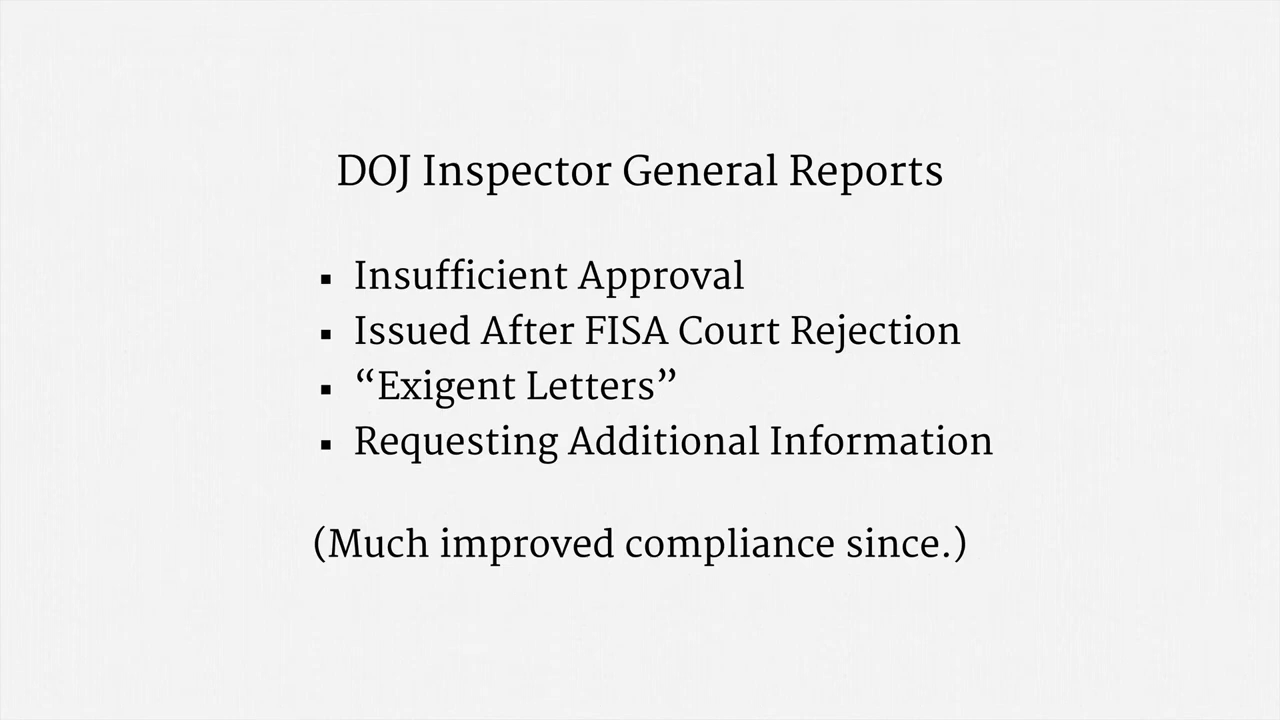 DOJ Inspector General Reports
▪ Insufficient Approval
▪ Issued After FISA Court Rejection
▪ “Exigent Letters”
▪ Requesting Additional Information
(Much improved compliance since.)